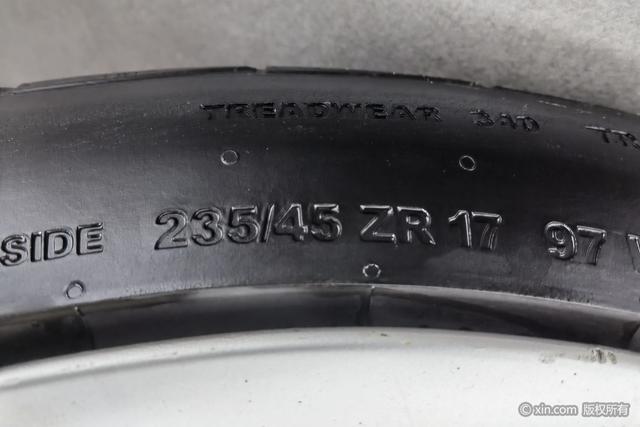 TREADWEAR 340
SIDE 235/45 ZR 17 97
© xin.com 版权所有